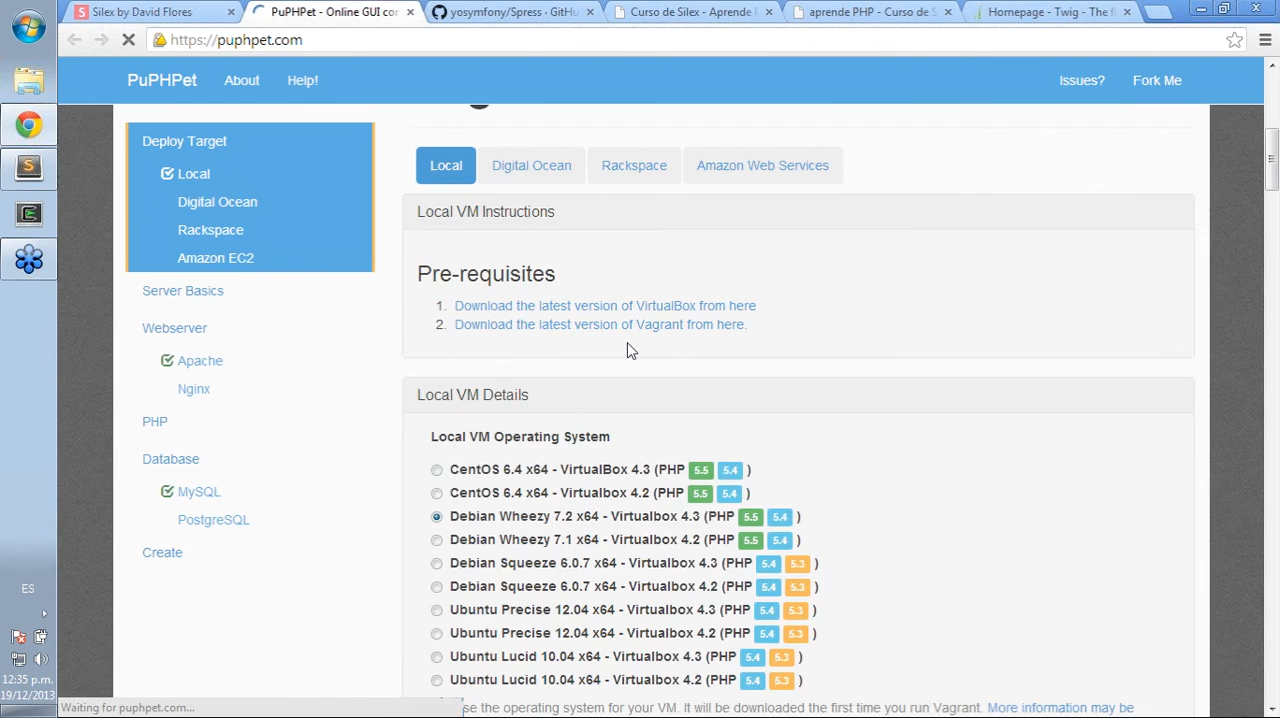 Silex by David Flores
PuPHPet - Online GUI cor
yosymfony/Spress · GitHu
Curso de Silex - Aprende
aprende PHP - Curso de S
Homepage - Twig - The f
https://puphpet.com
PuPHPet
About
Help!
Issues?
Fork Me
Deploy Target
Local
Digital Ocean
Rackspace
Amazon EC2
Server Basics
Webserver
Apache
Nginx
PHP
Database
MySQL
PostgreSQL
Create
Local
Digital Ocean
Rackspace
Amazon Web Services
Local VM Instructions
Pre-requisites
1. Download the latest version of VirtualBox from here
2. Download the latest version of Vagrant from here.
Local VM Details
Local VM Operating System
CentOS 6.4 x64 - VirtualBox 4.3 (PHP 5.5 5.4 )
CentOS 6.4 x64 - Virtualbox 4.2 (PHP 5.5 5.4 )
Debian Wheezy 7.2 x64 - Virtualbox 4.3 (PHP 5.5 5.4 )
Debian Wheezy 7.1 x64 - Virtualbox 4.2 (PHP 5.5 5.4 )
Debian Squeeze 6.0.7 x64 - Virtualbox 4.3 (PHP 5.4 5.3 )
Debian Squeeze 6.0.7 x64 - Virtualbox 4.2 (PHP 5.4 5.3 )
Ubuntu Precise 12.04 x64 - Virtualbox 4.3 (PHP 5.4 5.3 )
Ubuntu Precise 12.04 x64 - Virtualbox 4.2 (PHP 5.4 5.3 )
Ubuntu Lucid 10.04 x64 - Virtualbox 4.3 (PHP 5.4 5.3 )
Ubuntu Lucid 10.04 x64 - Virtualbox 4.2 (PHP 5.4 5.3 )
se the operating system for your VM. It will be downloaded the first time you run Vagrant. More information may be
Waiting for puphpet.com...
ES
12:35 p.m.
19/12/2013